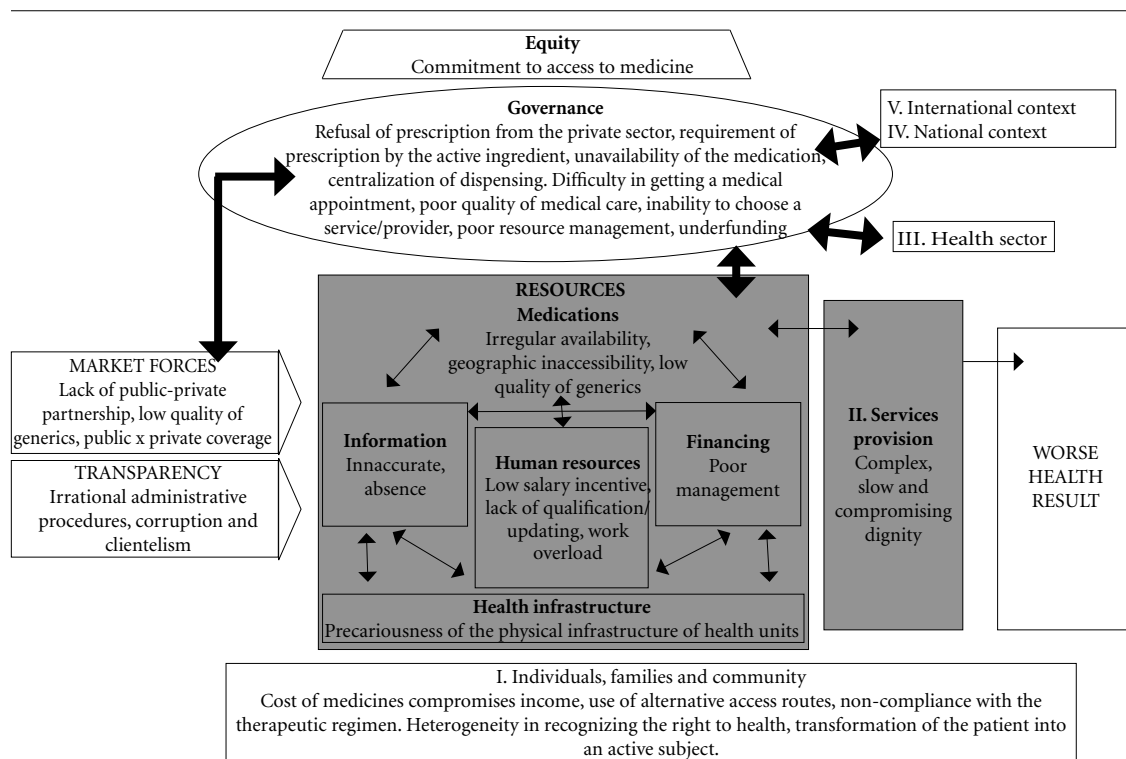 Equity
Commitment to access to medicine
Governance
Refusal of prescription from the private sector, requirement of
prescription by the active ingredient, unavailability of the medication,
centralization of dispensing. Difficulty in getting a medical
appointment, poor quality of medical care, inability to choose a
service/provider, poor resource management, underfunding
V. International context
IV. National context
III. Health sector
RESOURCES
Medications
Irregular availability,
geographic inaccessibility, low
quality of generics
MARKET FORCES
Lack of public-private
partnership, low quality of
generics, public x private coverage
TRANSPARENCY
Irrational administrative
procedures, corruption and
clientelism
Information
Innaccurate,
absence
Human resources
Low salary incentive,
lack of qualification/
updating, work
overload
Financing
Poor
management
Health infrastructure
Precariousness of the physical infrastructure of health units
II. Services
provision
Complex,
slow and
compromising
dignity
WORSE
HEALTH
RESULT
I. Individuals, families and community
Cost of medicines compromises income, use of alternative access routes, non-compliance with the
therapeutic regimen. Heterogeneity in recognizing the right to health, transformation of the patient into
an active subject.